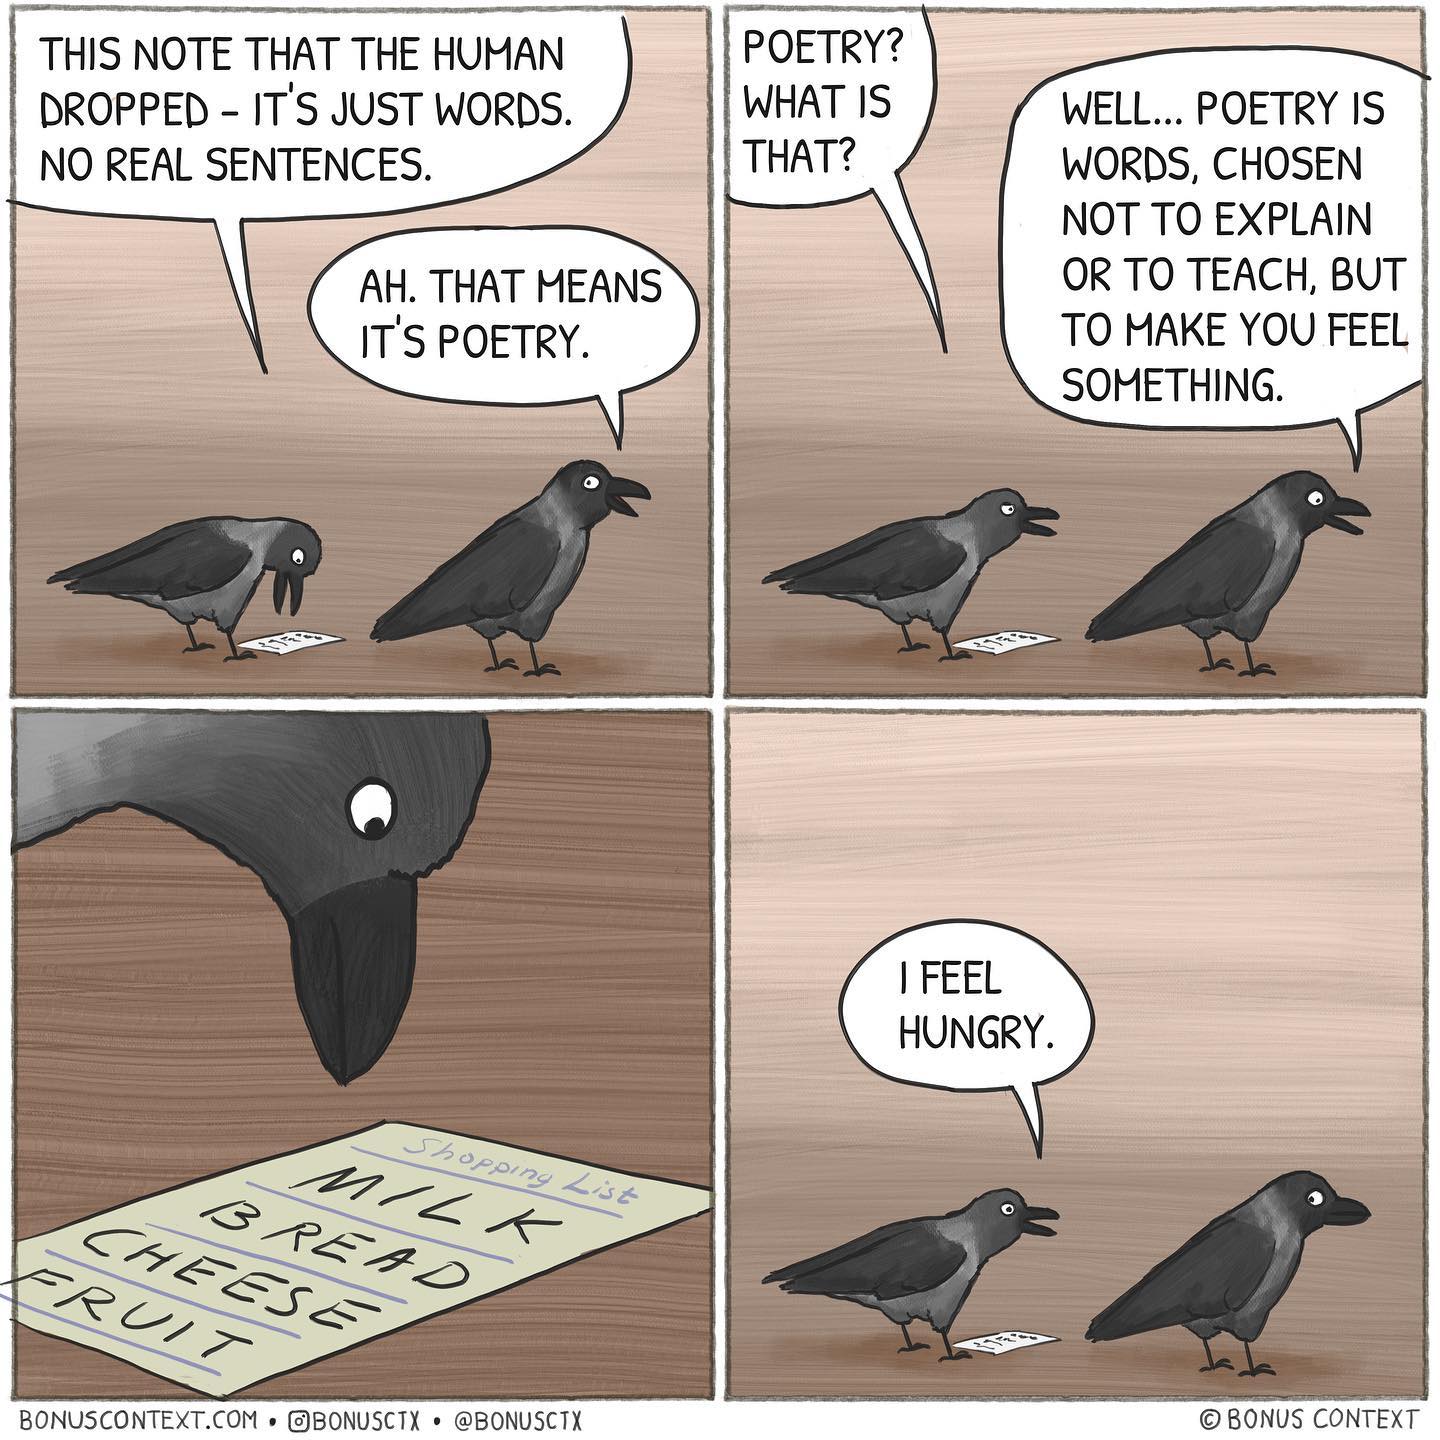 THIS NOTE THAT THE HUMAN
DROPPED – IT'S JUST WORDS.
NO REAL SENTENCES.
AH. THAT MEANS
IT'S POETRY.
POETRY?
WHAT IS
THAT?
WELL... POETRY IS
WORDS, CHOSEN
NOT TO EXPLAIN
OR TO TEACH, BUT
TO MAKE YOU FEEL
SOMETHING.
Shopping List
MILK
BREAD
CHEESE
FRUIT
I FEEL
HUNGRY.
BONUSCONTEXT.COM • BONUSCTX • @BONUSCTX
© BONUS CONTEXT